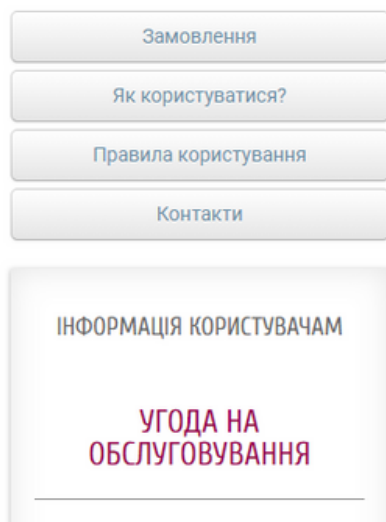 Замовлення
Як користуватися?
Правила користування
Контакти
ІНФОРМАЦІЯ КОРИСТУВАЧАМ
УГОДА НА
ОБСЛУГОВУВАННЯ